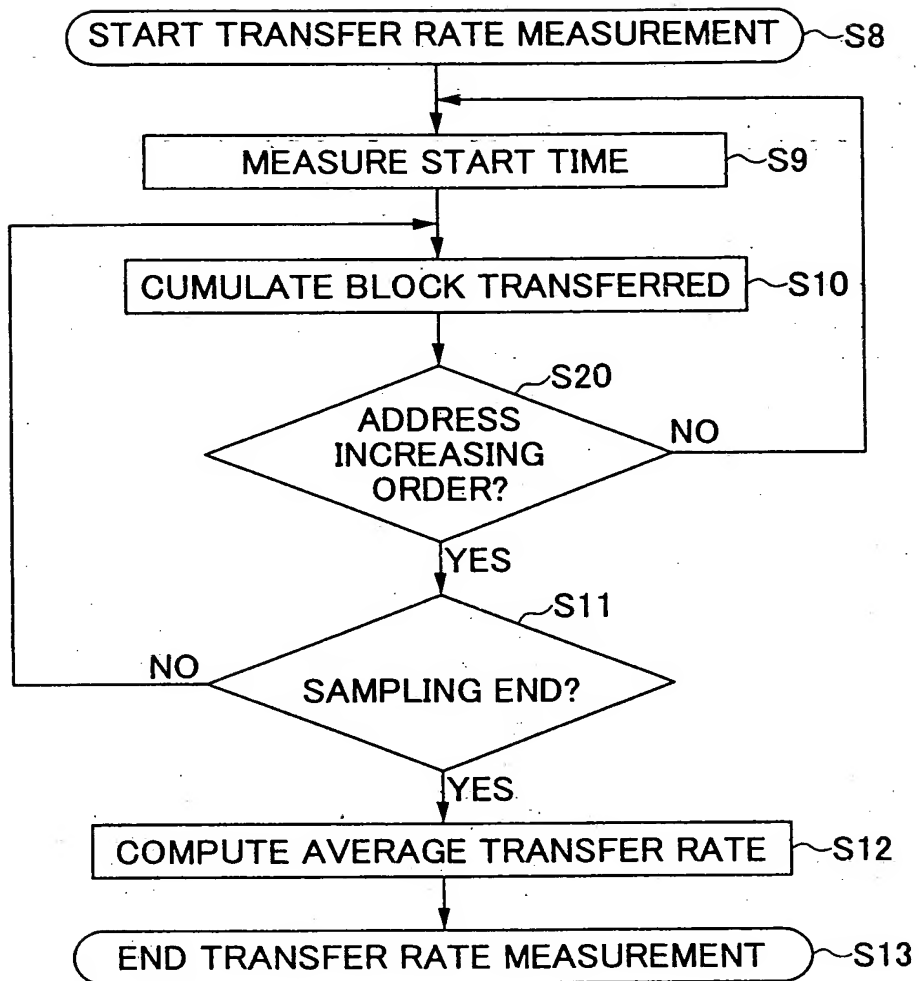 START TRANSFER RATE MEASUREMENT S8
MEASURE START TIME S9
CUMULATE BLOCK TRANSFERRED S10
S20
ADDRESS
INCREASING
ORDER?
NO
YES
S11
NO
SAMPLING END?
YES
COMPUTE AVERAGE TRANSFER RATE S12
END TRANSFER RATE MEASUREMENT S13